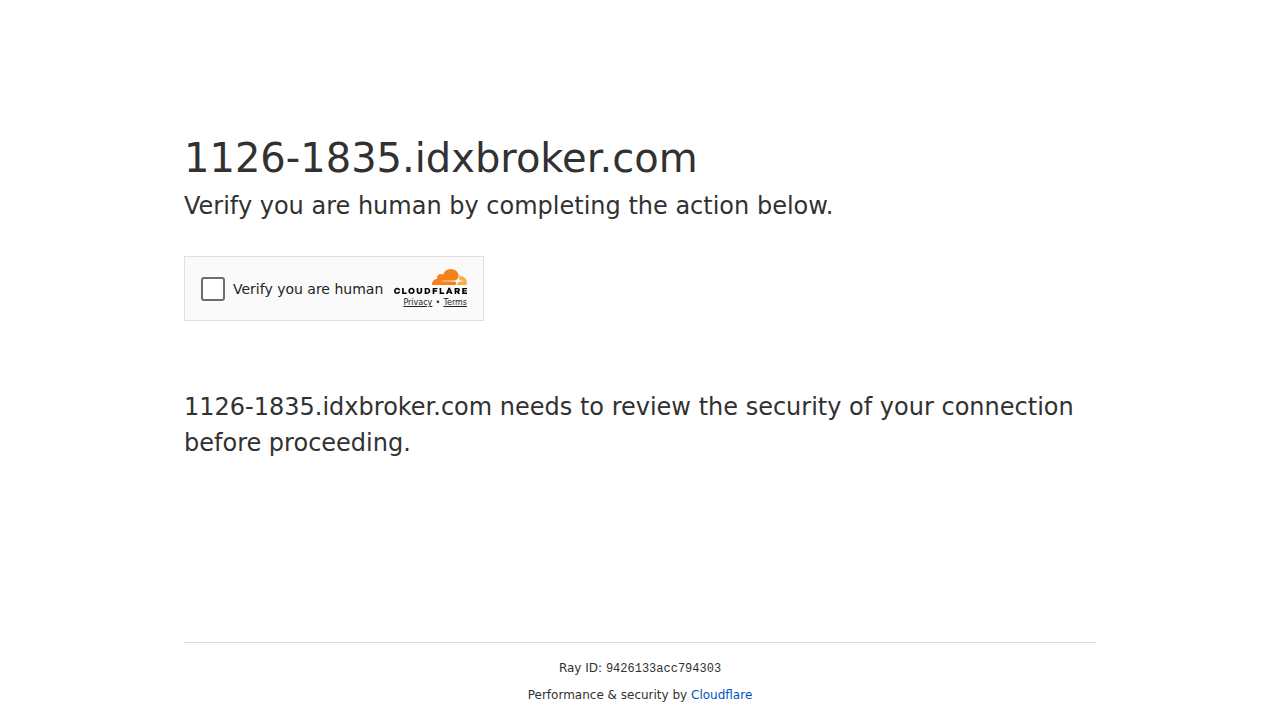 1126-1835.idxbroker.com
Verify you are human by completing the action below.
Verify you are human
CLOUDFLARE
Privacy • Terms
1126-1835.idxbroker.com needs to review the security of your connection
before proceeding.
Ray ID: 9426133acc794303
Performance & security by Cloudflare